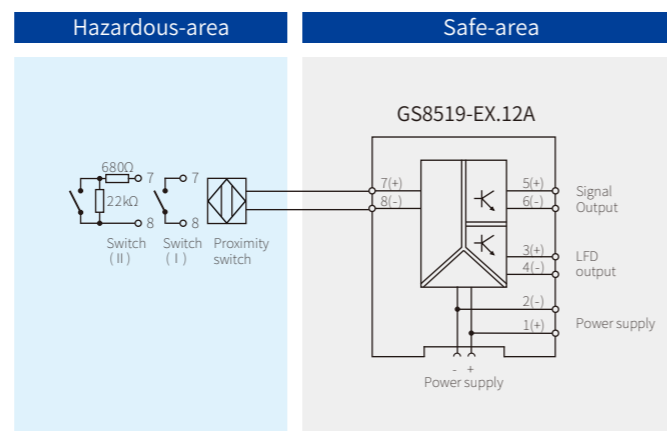 Hazardous-area
Safe-area
GS8519-EX.12A
680Ω
7
7
22kΩ
8
8
Switch
(Ⅱ)
Switch
(Ⅰ)
Proximity
switch
7(+)
8(-)
5(+)
6(-)
Signal
Output
3(+)
4(-)
LFD
output
2(-)
1(+)
Power supply
- +
Power supply